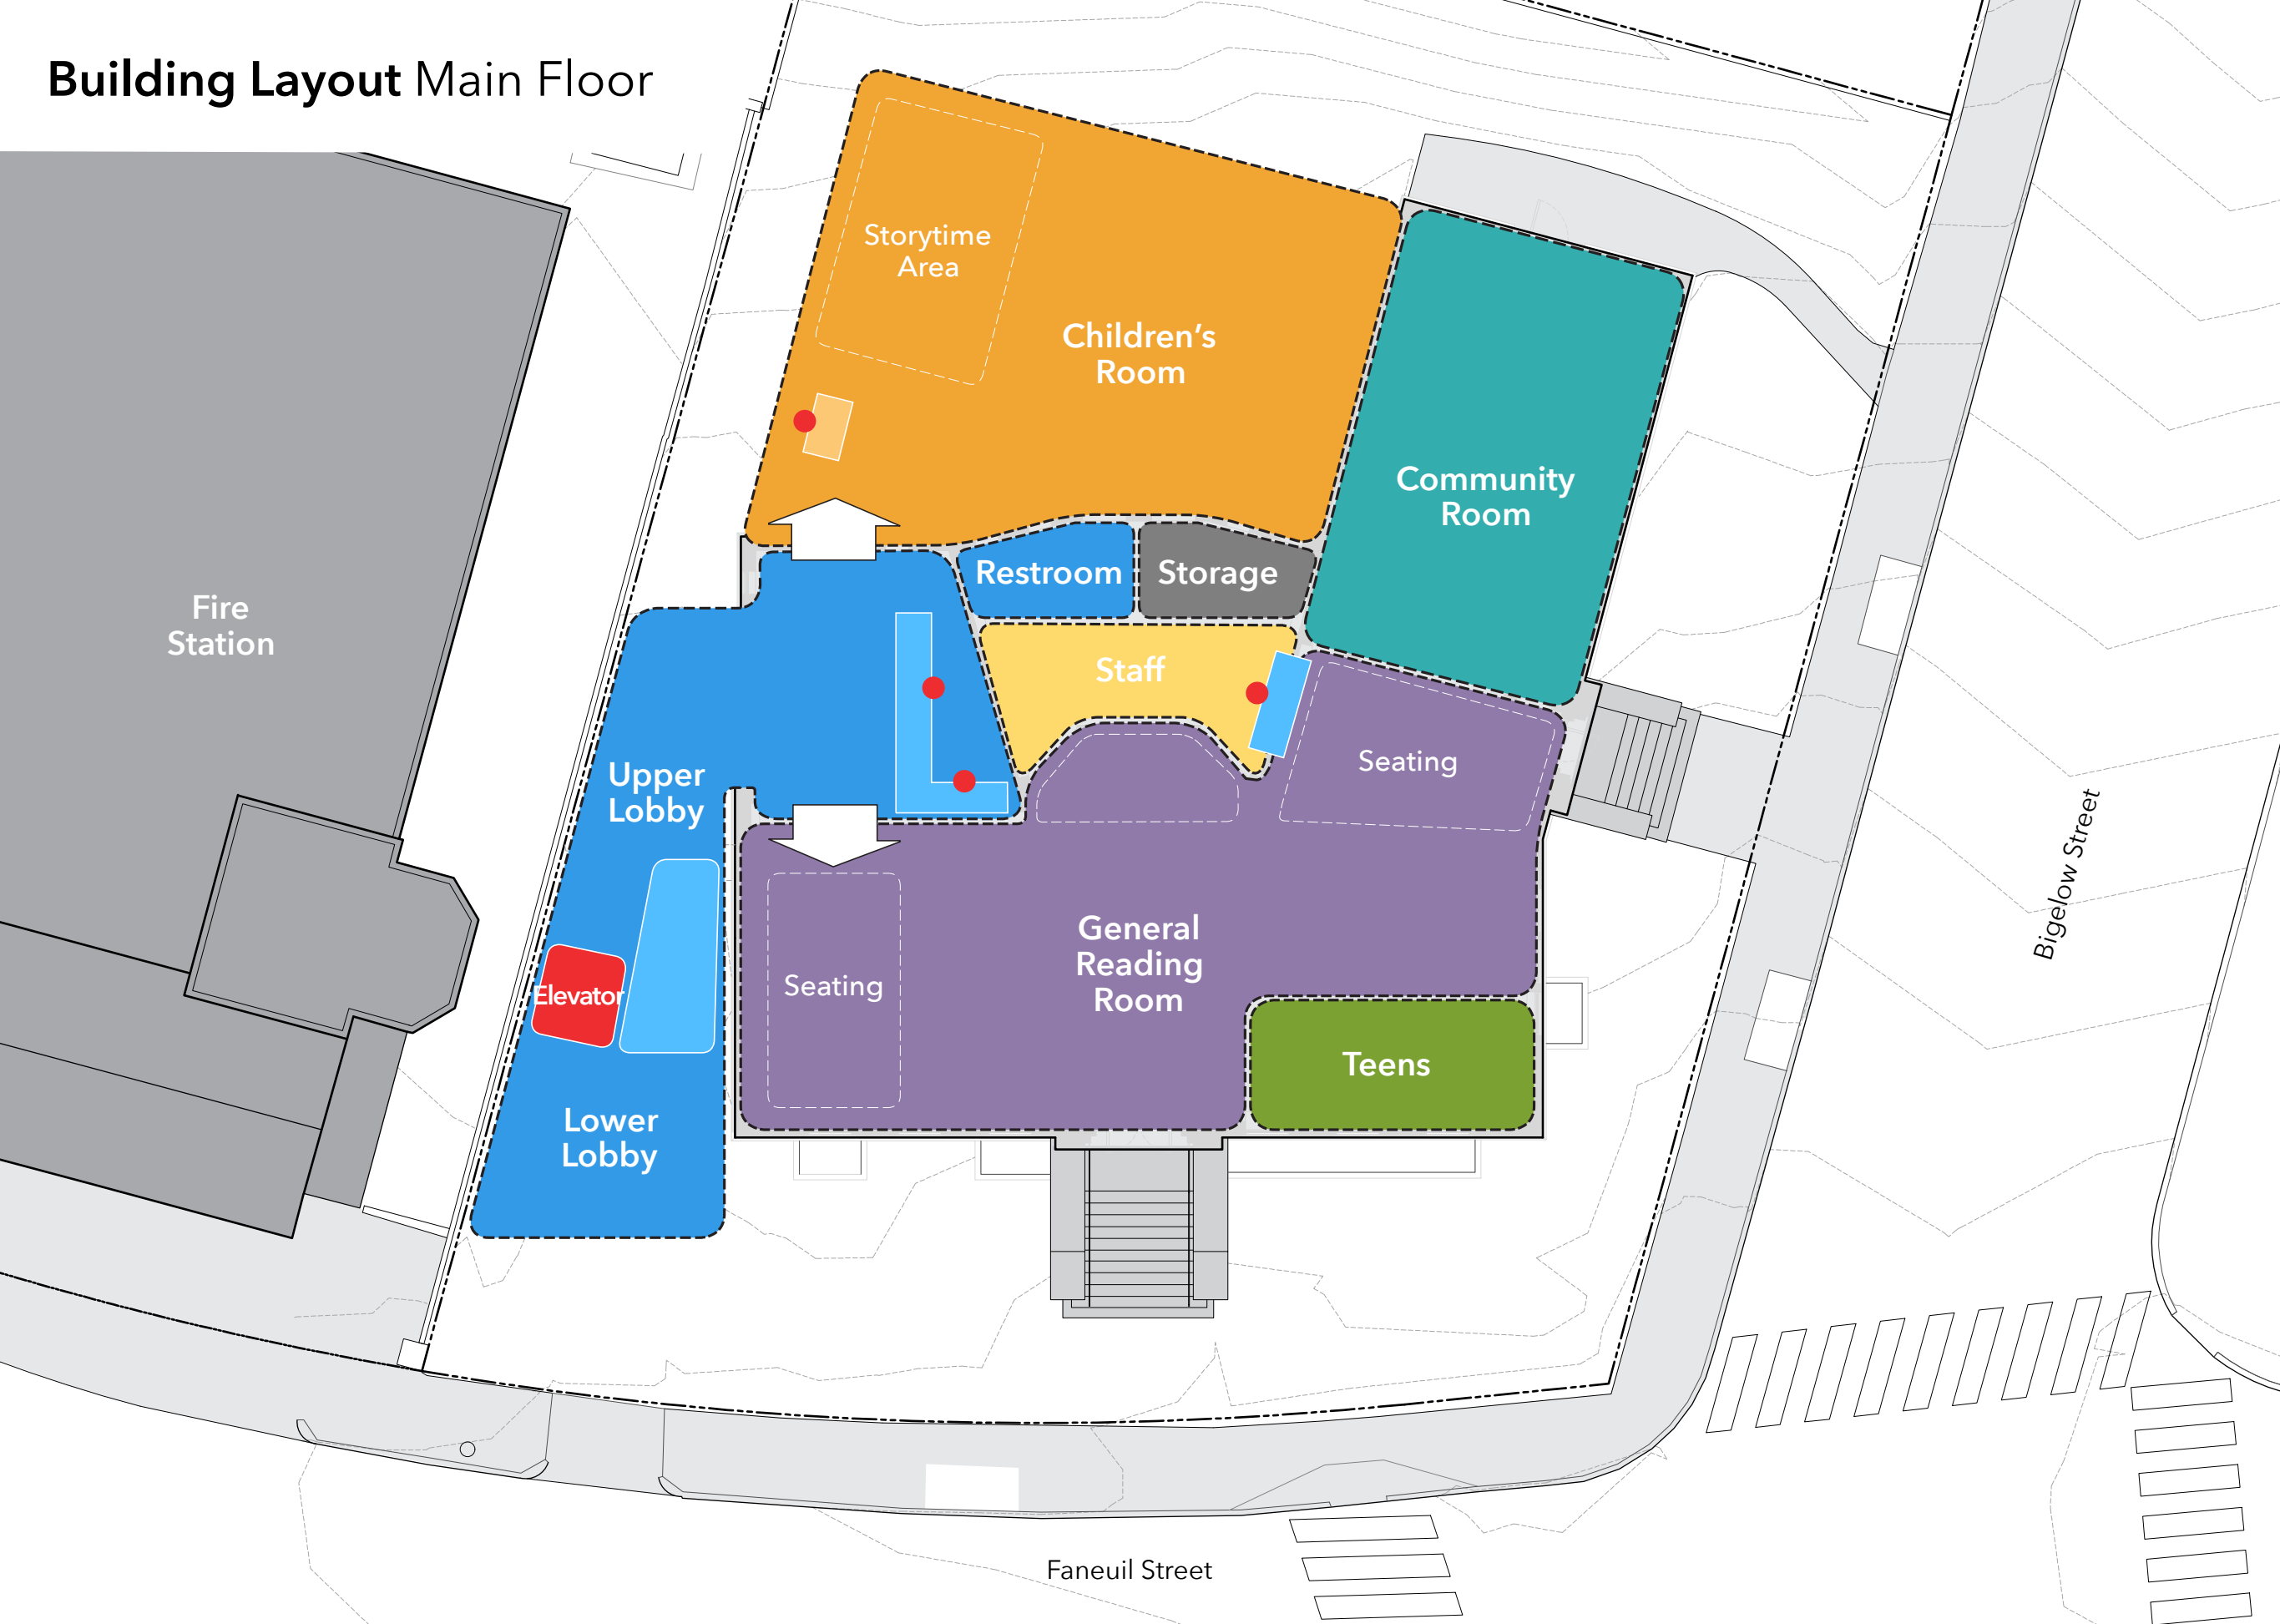 Building Layout Main Floor
Storytime
Area
Children’s
Room
Community
Room
Restroom
Storage
Fire
Station
Staff
Upper
Lobby
Seating
Seating
General
Reading
Room
Elevator
Teens
Lower
Lobby
Bigelow Street
Faneuil Street